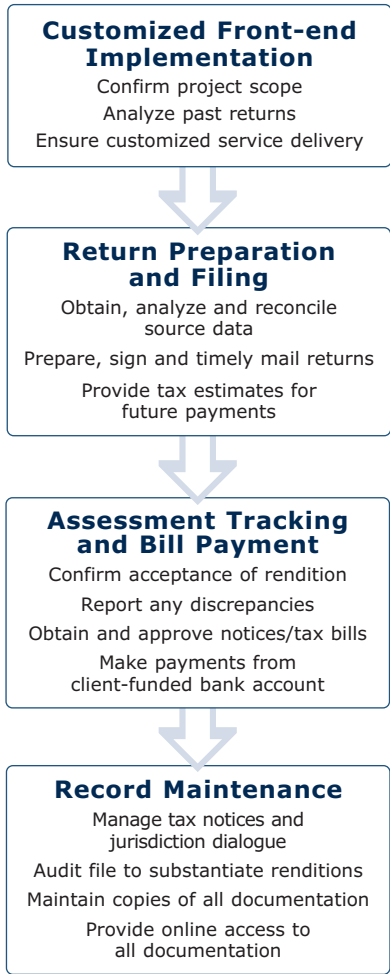 Customized Front-end
Implementation
Confirm project scope
Analyze past returns
Ensure customized service delivery
Return Preparation
and Filing
Obtain, analyze and reconcile
source data
Prepare, sign and timely mail returns
Provide tax estimates for
future payments
Assessment Tracking
and Bill Payment
Confirm acceptance of rendition
Report any discrepancies
Obtain and approve notices/tax bills
Make payments from
client-funded bank account
Record Maintenance
Manage tax notices and
jurisdiction dialogue
Audit file to substantiate renditions
Maintain copies of all documentation
Provide online access to
all documentation